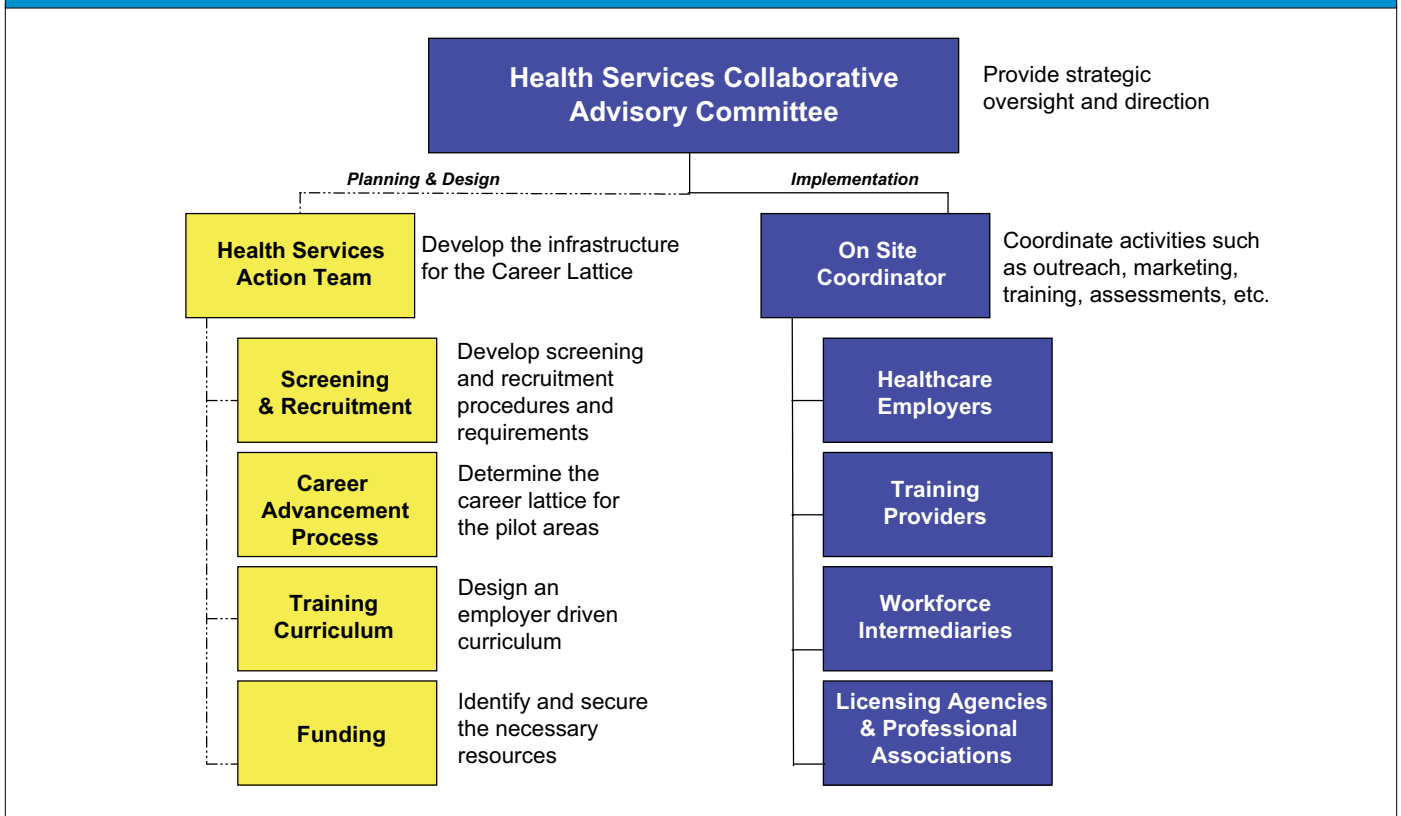 Health Services Collaborative
Advisory Committee
Provide strategic
oversight and direction
Planning & Design
Implementation
Health Services
Action Team
Develop the infrastructure
for the Career Lattice
On Site
Coordinator
Coordinate activities such
as outreach, marketing,
training, assessments, etc.
Screening
& Recruitment
Develop screening
and recruitment
procedures and
requirements
Healthcare
Employers
Career
Advancement
Process
Determine the
career lattice for
the pilot areas
Training
Providers
Training
Curriculum
Design an
employer driven
curriculum
Workforce
Intermediaries
Funding
Identify and secure
the necessary
resources
Licensing Agencies
& Professional
Associations